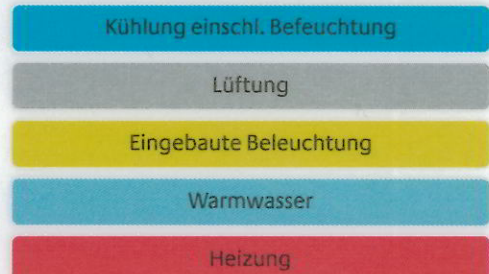 Kühlung einschl. Befeuchtung
Lüftung
Eingebaute Beleuchtung
Warmwasser
Heizung